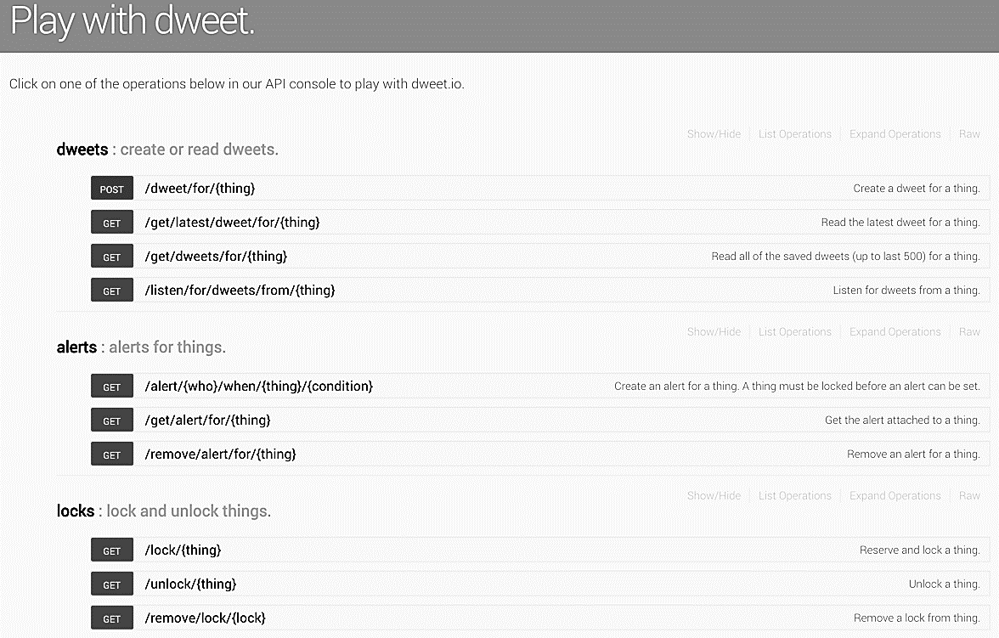 Play with dweet.
Click on one of the operations below in our API console to play with dweet.io.
Show/Hide List Operations Expand Operations Raw
dweets : create or read dweets.
POST /dweet/for/{thing} Create a dweet for a thing.
GET /get/latest/dweet/for/{thing} Read the latest dweet for a thing.
GET /get/dweets/for/{thing} Read all of the saved dweets (up to last 500) for a thing.
GET /listen/for/dweets/from/{thing} Listen for dweets from a thing.
Show/Hide List Operations Expand Operations Raw
alerts : alerts for things.
GET /alert/{who}/when/{thing}/{condition} Create an alert for a thing. A thing must be locked before an alert can be set.
GET /get/alert/for/{thing} Get the alert attached to a thing.
GET /remove/alert/for/{thing} Remove an alert for a thing.
Show/Hide List Operations Expand Operations Raw
locks : lock and unlock things.
GET /lock/{thing} Reserve and lock a thing.
GET /unlock/{thing} Unlock a thing.
GET /remove/lock/{lock} Remove a lock from thing.